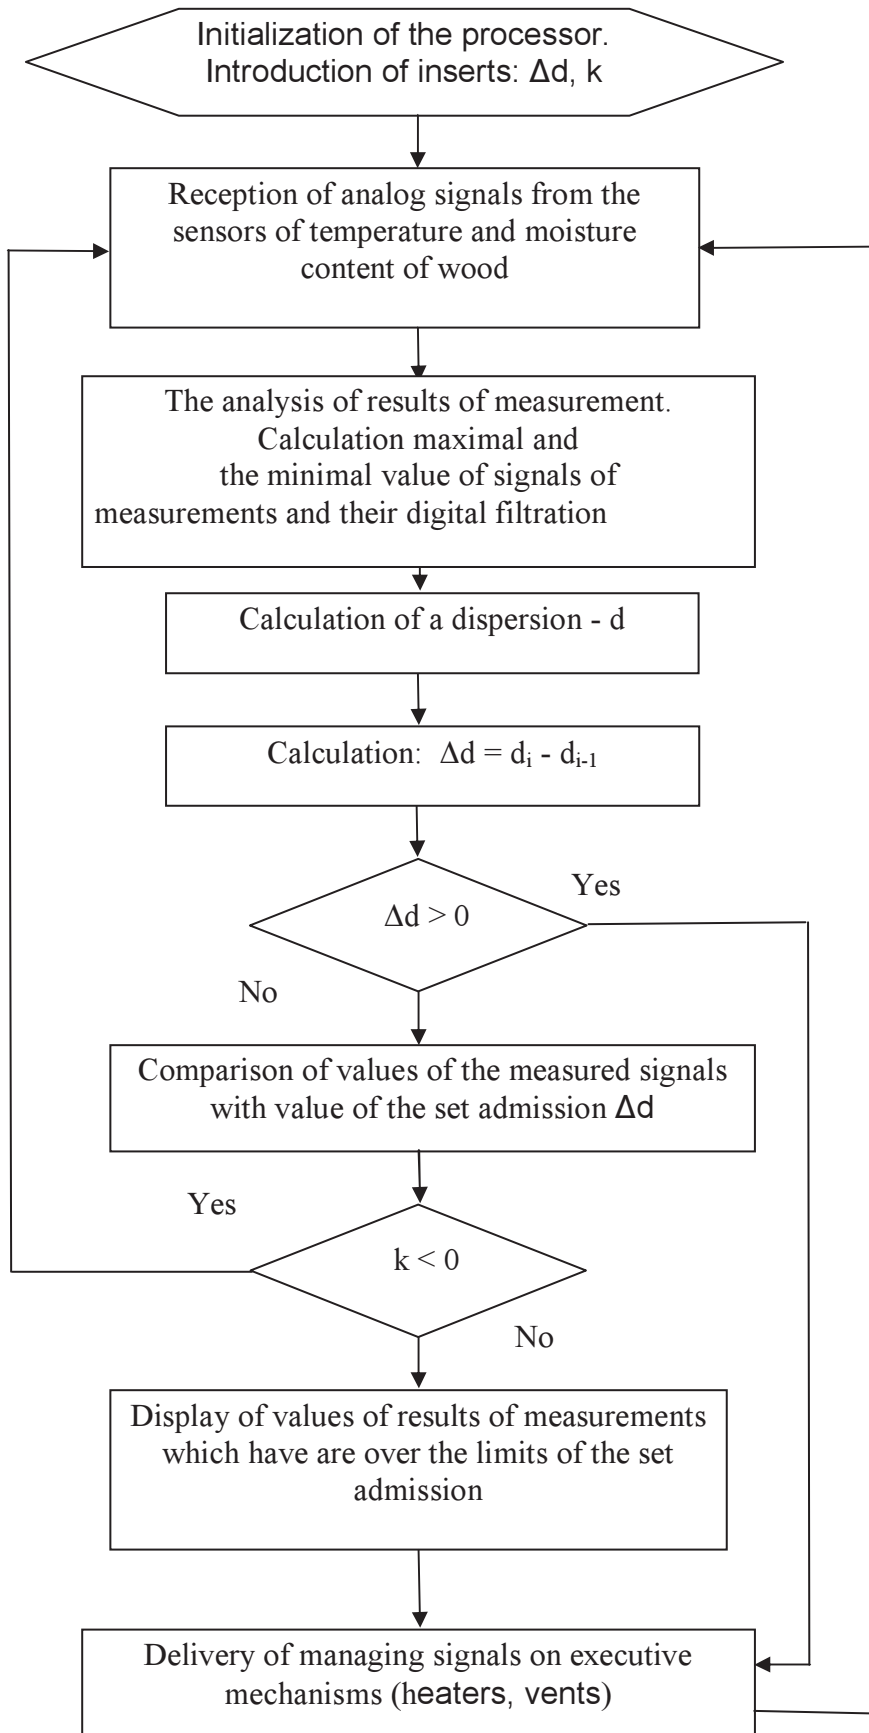 Initialization of the processor.
Introduction of inserts: Δd, k
Reception of analog signals from the
sensors of temperature and moisture
content of wood
The analysis of results of measurement.
Calculation maximal and
the minimal value of signals of
measurements and their digital filtration
Calculation of a dispersion - d
Calculation: Δd = dᵢ - dᵢ₋₁
Δd > 0
Yes
No
Comparison of values of the measured signals
with value of the set admission Δd
Yes
k < 0
No
Display of values of results of measurements
which have are over the limits of the set
admission
Delivery of managing signals on executive
mechanisms (heaters, vents)